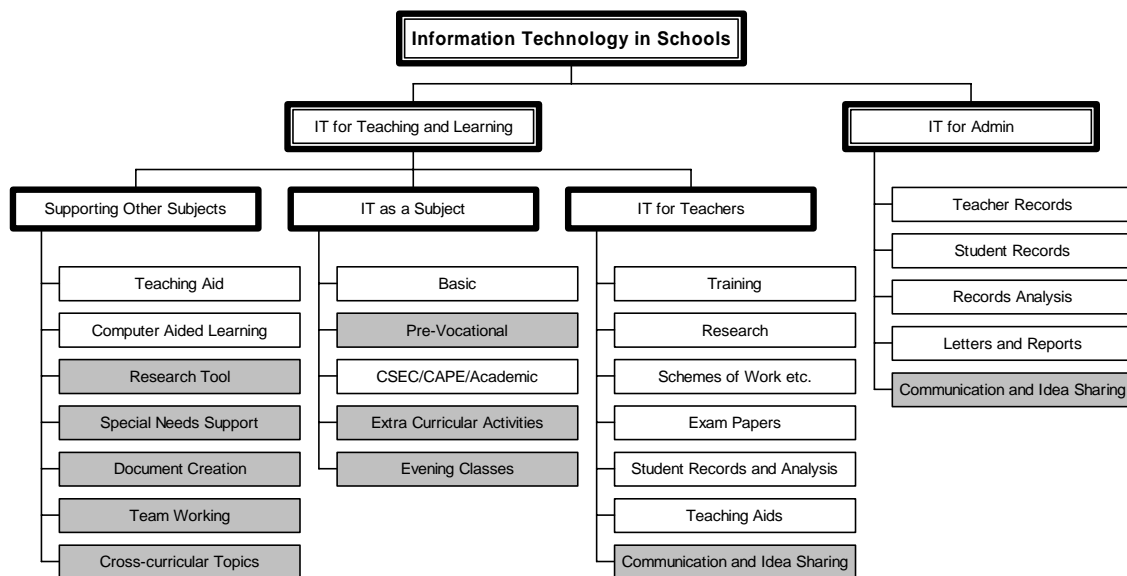 Information Technology in Schools
IT for Teaching and Learning
IT for Admin
Supporting Other Subjects
IT as a Subject
IT for Teachers
Teaching Aid
Computer Aided Learning
Research Tool
Special Needs Support
Document Creation
Team Working
Cross-curricular Topics
Basic
Pre-Vocational
CSEC/CAPE/Academic
Extra Curricular Activities
Evening Classes
Training
Research
Schemes of Work etc.
Exam Papers
Student Records and Analysis
Teaching Aids
Communication and Idea Sharing
Teacher Records
Student Records
Records Analysis
Letters and Reports
Communication and Idea Sharing